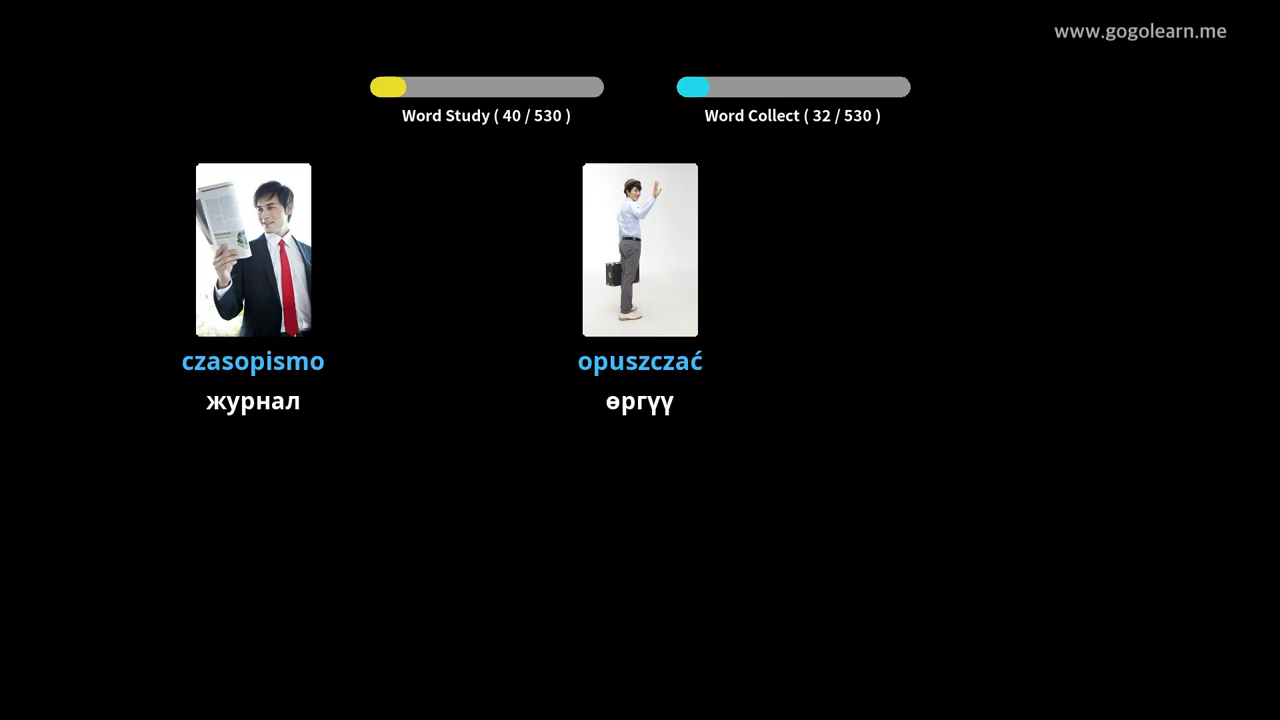 www.gogolearn.me
Word Study ( 40 / 530 )
Word Collect ( 32 / 530 )
czasopismo
журнал
opuszczać
өргүү